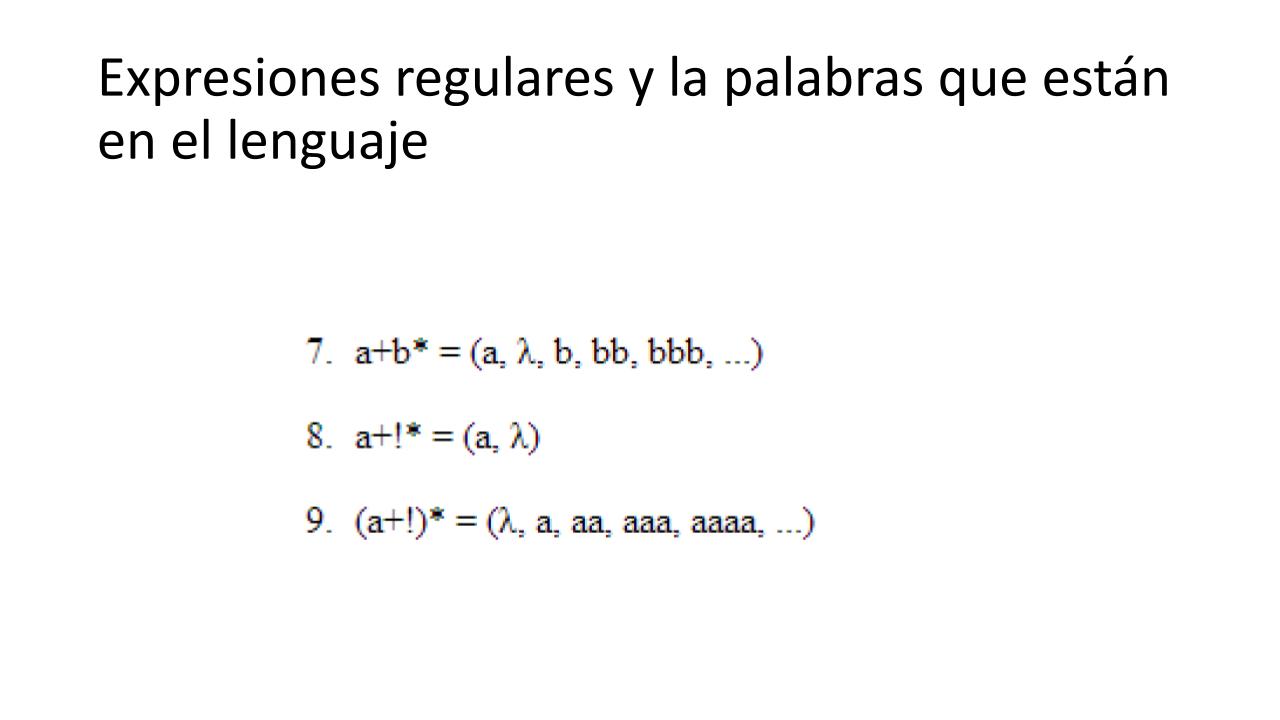 Expresiones regulares y la palabras que están
en el lenguaje
7. a+b* = (a, λ, b, bb, bbb, ...)
8. a+!* = (a, λ)
9. (a+!)* = (λ, a, aa, aaa, aaaa, ...)